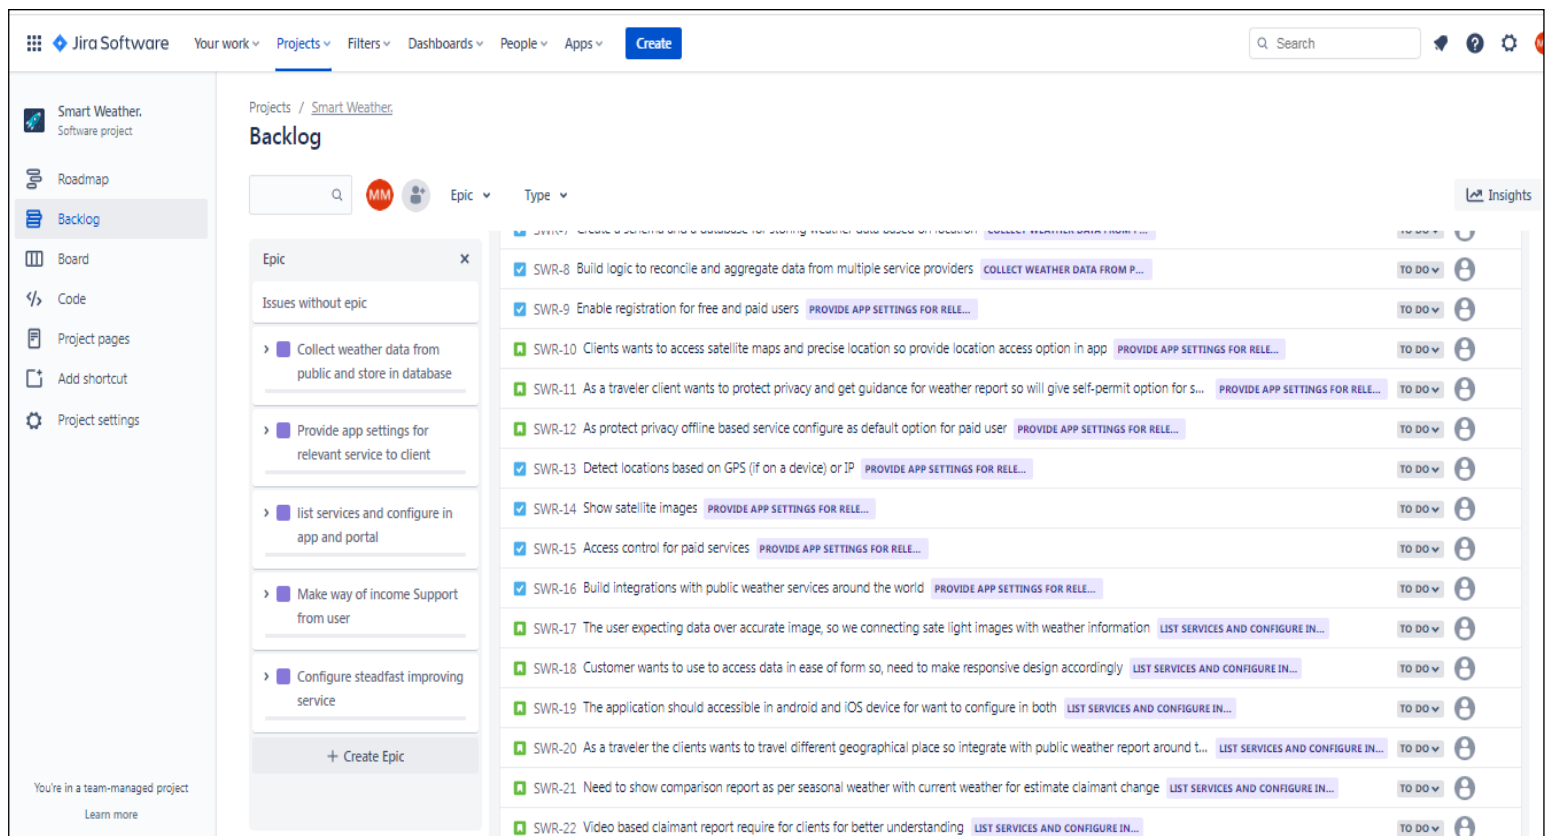 Jira Software Your work Projects Filters Dashboards People Apps Create Search
Smart Weather.
Software project
Roadmap
Backlog
Board
Code
Project pages
Add shortcut
Project settings
You're in a team-managed project
Learn more
Projects / Smart Weather.
Backlog
MM Epic Type Insights
Epic
Issues without epic
Collect weather data from
public and store in database
Provide app settings for
relevant service to client
list services and configure in
app and portal
Make way of income Support
from user
Configure steadfast improving
service
+ Create Epic
SWR-7 Create a schema and a database for storing weather data based on location COLLECT WEATHER DATA FROM P... TO DO
SWR-8 Build logic to reconcile and aggregate data from multiple service providers COLLECT WEATHER DATA FROM P... TO DO
SWR-9 Enable registration for free and paid users PROVIDE APP SETTINGS FOR RELE... TO DO
SWR-10 Clients wants to access satellite maps and precise location so provide location access option in app PROVIDE APP SETTINGS FOR RELE... TO DO
SWR-11 As a traveler client wants to protect privacy and get guidance for weather report so will give self-permit option for s... PROVIDE APP SETTINGS FOR RELE... TO DO
SWR-12 As protect privacy offline based service configure as default option for paid user PROVIDE APP SETTINGS FOR RELE... TO DO
SWR-13 Detect locations based on GPS (if on a device) or IP PROVIDE APP SETTINGS FOR RELE... TO DO
SWR-14 Show satellite images PROVIDE APP SETTINGS FOR RELE... TO DO
SWR-15 Access control for paid services PROVIDE APP SETTINGS FOR RELE... TO DO
SWR-16 Build integrations with public weather services around the world PROVIDE APP SETTINGS FOR RELE... TO DO
SWR-17 The user expecting data over accurate image, so we connecting sate light images with weather information LIST SERVICES AND CONFIGURE IN... TO DO
SWR-18 Customer wants to use to access data in ease of form so, need to make responsive design accordingly LIST SERVICES AND CONFIGURE IN... TO DO
SWR-19 The application should accessible in android and iOS device for want to configure in both LIST SERVICES AND CONFIGURE IN... TO DO
SWR-20 As a traveler the clients wants to travel different geographical place so integrate with public weather report around t... LIST SERVICES AND CONFIGURE IN... TO DO
SWR-21 Need to show comparison report as per seasonal weather with current weather for estimate claimant change LIST SERVICES AND CONFIGURE IN... TO DO
SWR-22 Video based claimant report require for clients for better understanding LIST SERVICES AND CONFIGURE IN... TO DO